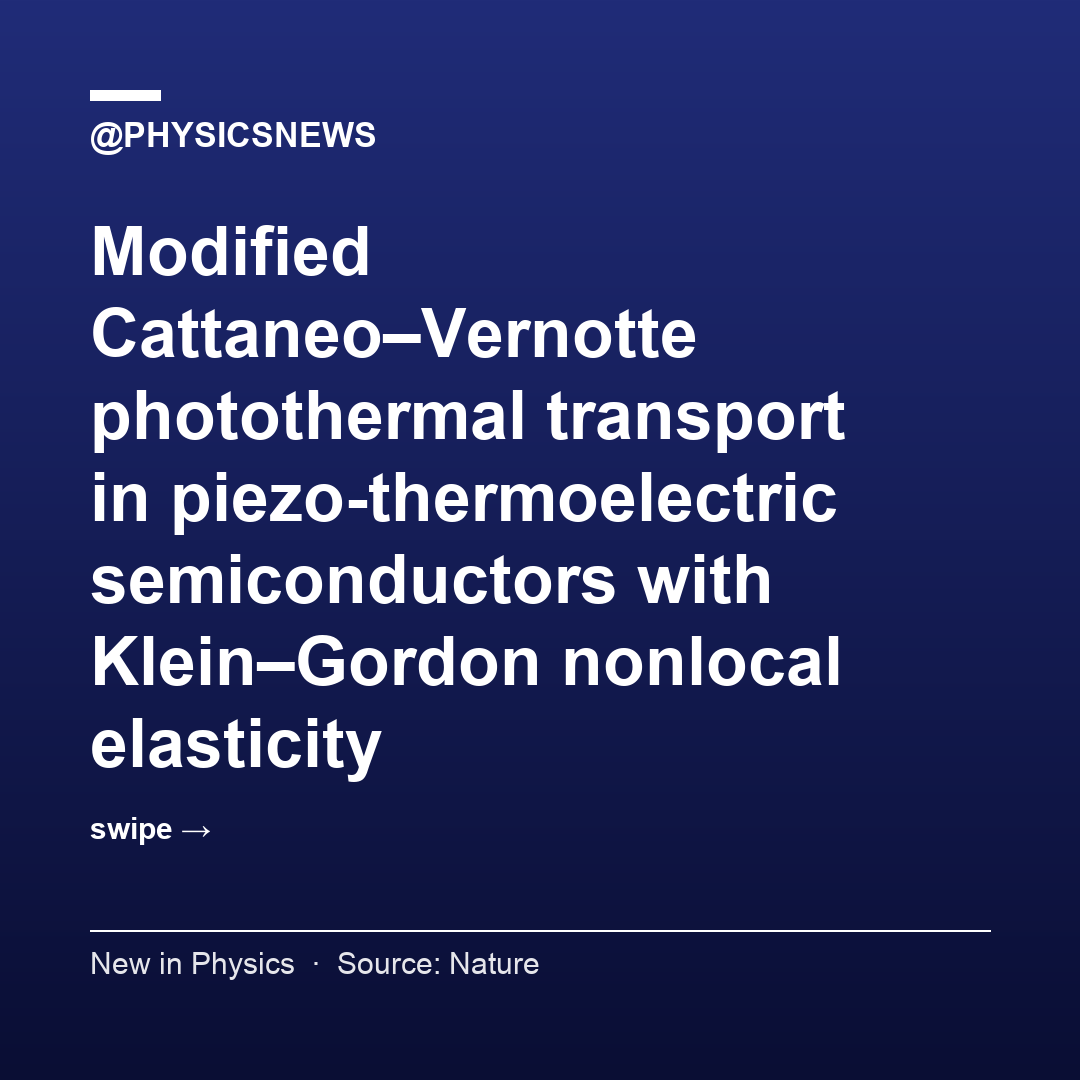 @PHYSICSNEWS
Modified
Cattaneo–Vernotte
photothermal transport
in piezo-thermoelectric
semiconductors with
Klein–Gordon nonlocal
elasticity
swipe →
New in Physics · Source: Nature